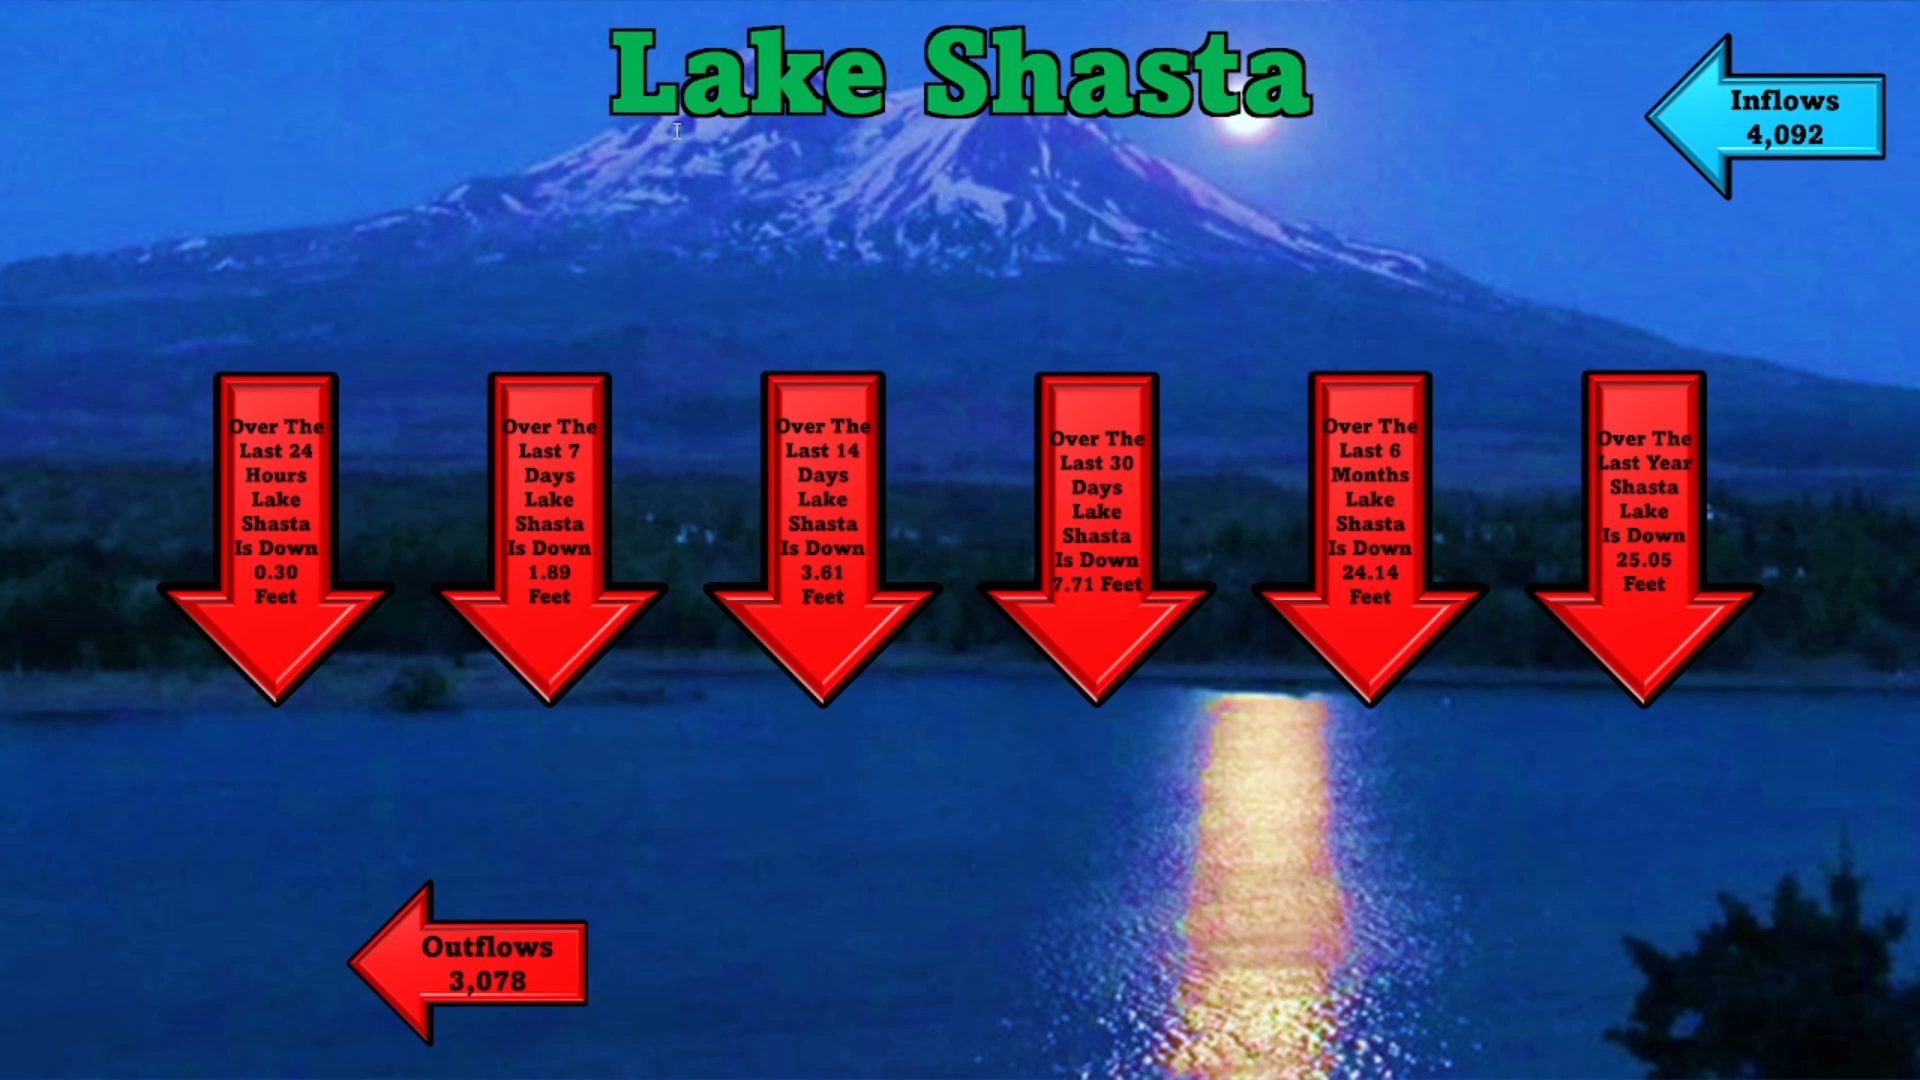 Lake Shasta
Inflows
4,092
Over The
Last 24
Hours
Lake
Shasta
Is Down
0.30
Feet
Over The
Last 7
Days
Lake
Shasta
Is Down
1.89
Feet
Over The
Last 14
Days
Lake
Shasta
Is Down
3.61
Feet
Over The
Last 30
Days
Lake
Shasta
Is Down
7.71 Feet
Over The
Last 6
Months
Lake
Shasta
Is Down
24.14
Feet
Over The
Last Year
Shasta
Lake
Is Down
25.05
Feet
Outflows
3,078